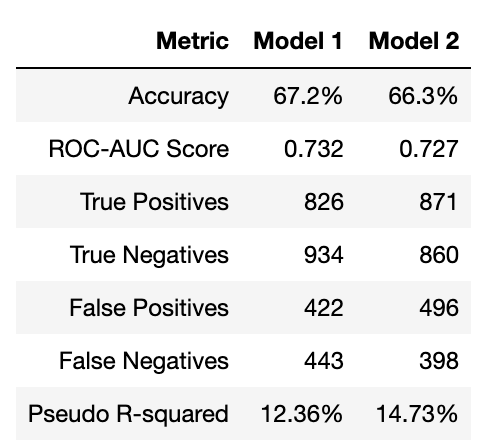 Metric Model 1 Model 2
Accuracy 67.2% 66.3%
ROC-AUC Score 0.732 0.727
True Positives 826 871
True Negatives 934 860
False Positives 422 496
False Negatives 443 398
Pseudo R-squared 12.36% 14.73%